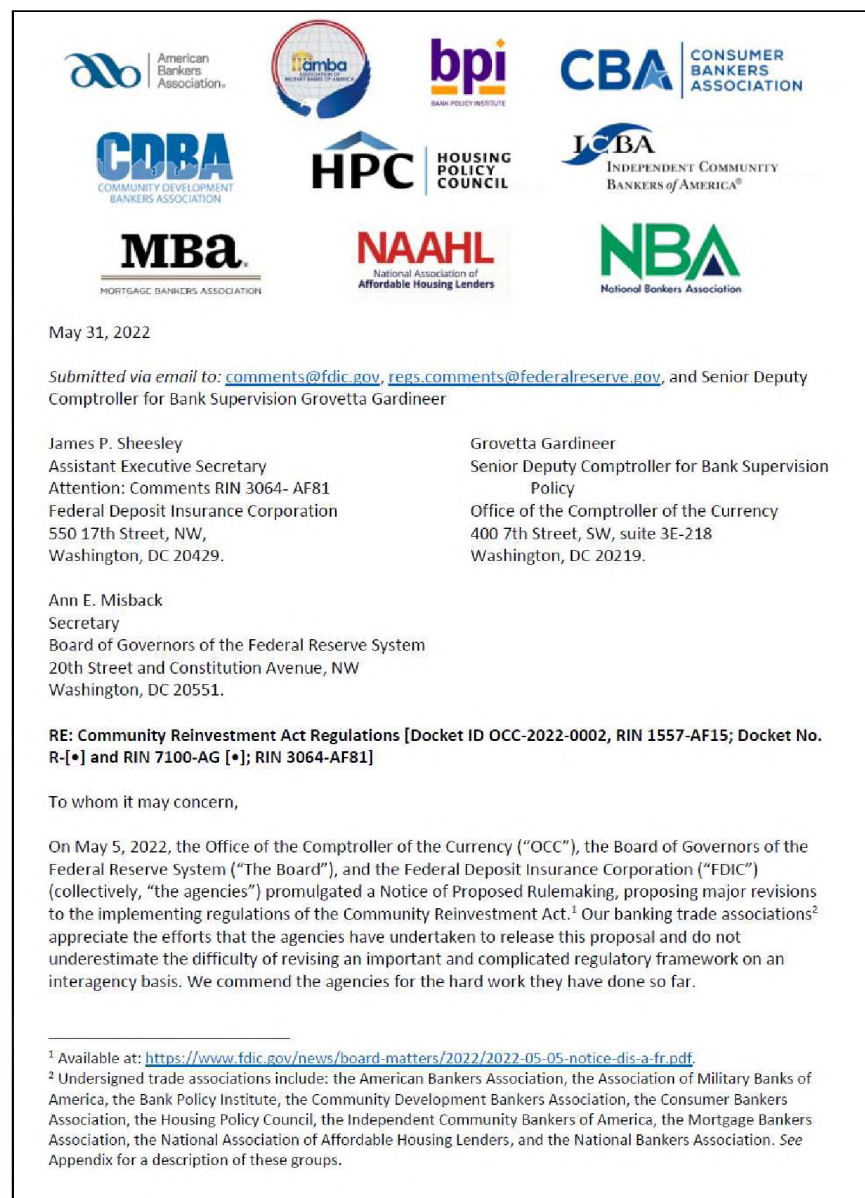 American
Bankers
Association.
amba
ASSOCIATION OF
MILITARY BANKS OF AMERICA
bpi
BANK POLICY INSTITUTE
CBA
CONSUMER
BANKERS
ASSOCIATION
CDBA
COMMUNITY DEVELOPMENT
BANKERS ASSOCIATION
HPC
HOUSING
POLICY
COUNCIL
ICBA
INDEPENDENT COMMUNITY
BANKERS of AMERICA®
MBa
MORTGAGE BANKERS ASSOCIATION
NAAHL
National Association of
Affordable Housing Lenders
NBA
National Bankers Association
May 31, 2022
Submitted via email to: comments@fdic.gov, regs.comments@federalreserve.gov, and Senior Deputy
Comptroller for Bank Supervision Grovetta Gardineer
James P. Sheesley
Assistant Executive Secretary
Attention: Comments RIN 3064- AF81
Federal Deposit Insurance Corporation
550 17th Street, NW,
Washington, DC 20429.
Grovetta Gardineer
Senior Deputy Comptroller for Bank Supervision
Policy
Office of the Comptroller of the Currency
400 7th Street, SW, suite 3E-218
Washington, DC 20219.
Ann E. Misback
Secretary
Board of Governors of the Federal Reserve System
20th Street and Constitution Avenue, NW
Washington, DC 20551.
RE: Community Reinvestment Act Regulations [Docket ID OCC-2022-0002, RIN 1557-AF15; Docket No.
R-[•] and RIN 7100-AG [•]; RIN 3064-AF81]
To whom it may concern,
On May 5, 2022, the Office of the Comptroller of the Currency ("OCC"), the Board of Governors of the
Federal Reserve System ("The Board"), and the Federal Deposit Insurance Corporation ("FDIC")
(collectively, "the agencies") promulgated a Notice of Proposed Rulemaking, proposing major revisions
to the implementing regulations of the Community Reinvestment Act.1 Our banking trade associations2
appreciate the efforts that the agencies have undertaken to release this proposal and do not
underestimate the difficulty of revising an important and complicated regulatory framework on an
interagency basis. We commend the agencies for the hard work they have done so far.
1 Available at: https://www.fdic.gov/news/board-matters/2022/2022-05-05-notice-dis-a-fr.pdf.
2 Undersigned trade associations include: the American Bankers Association, the Association of Military Banks of
America, the Bank Policy Institute, the Community Development Bankers Association, the Consumer Bankers
Association, the Housing Policy Council, the Independent Community Bankers of America, the Mortgage Bankers
Association, the National Association of Affordable Housing Lenders, and the National Bankers Association. See
Appendix for a description of these groups.